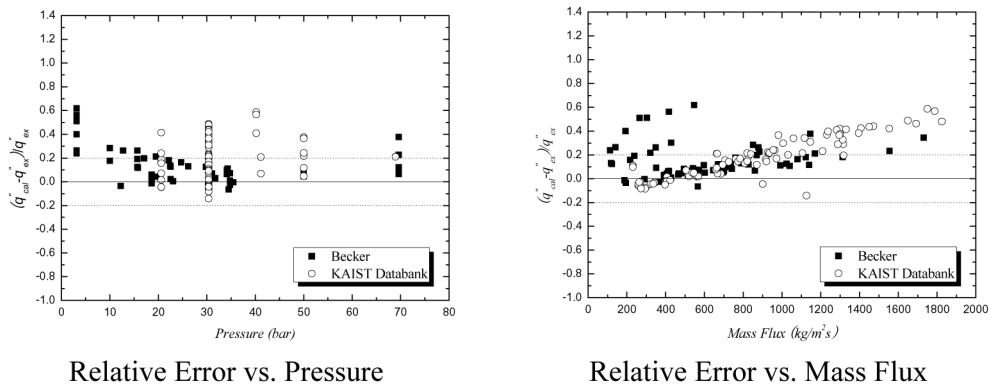 1.4
1.2
1.0
0.8
0.6
0.4
0.2
0.0
-0.2
-0.4
-0.6
-0.8
-1.0
(q"cal-q"ex)/q"ex
0 10 20 30 40 50 60 70 80
Pressure (bar)
Becker
KAIST Databank
Relative Error vs. Pressure
1.4
1.2
1.0
0.8
0.6
0.4
0.2
0.0
-0.2
-0.4
-0.6
-0.8
-1.0
(q"cal-q"ex)/q"ex
0 200 400 600 800 1000 1200 1400 1600 1800 2000
Mass Flux (kg/m²s)
Becker
KAIST Databank
Relative Error vs. Mass Flux